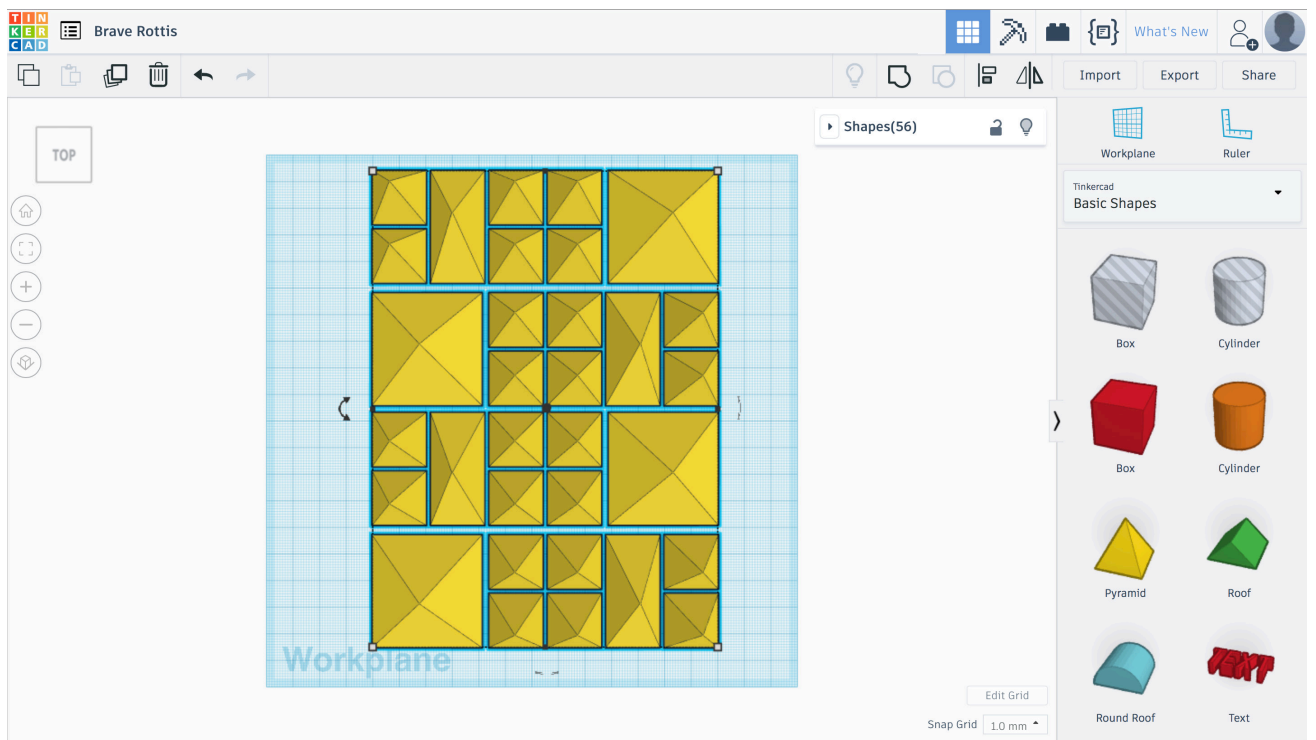 TIN
KER
CAD
Brave Rottis
What's New
Import
Export
Share
TOP
Shapes(56)
Workplane
Ruler
Tinkercad
Basic Shapes
Box
Cylinder
Box
Cylinder
Pyramid
Roof
TEXT
Round Roof
Text
Workplane
Edit Grid
Snap Grid
1.0 mm